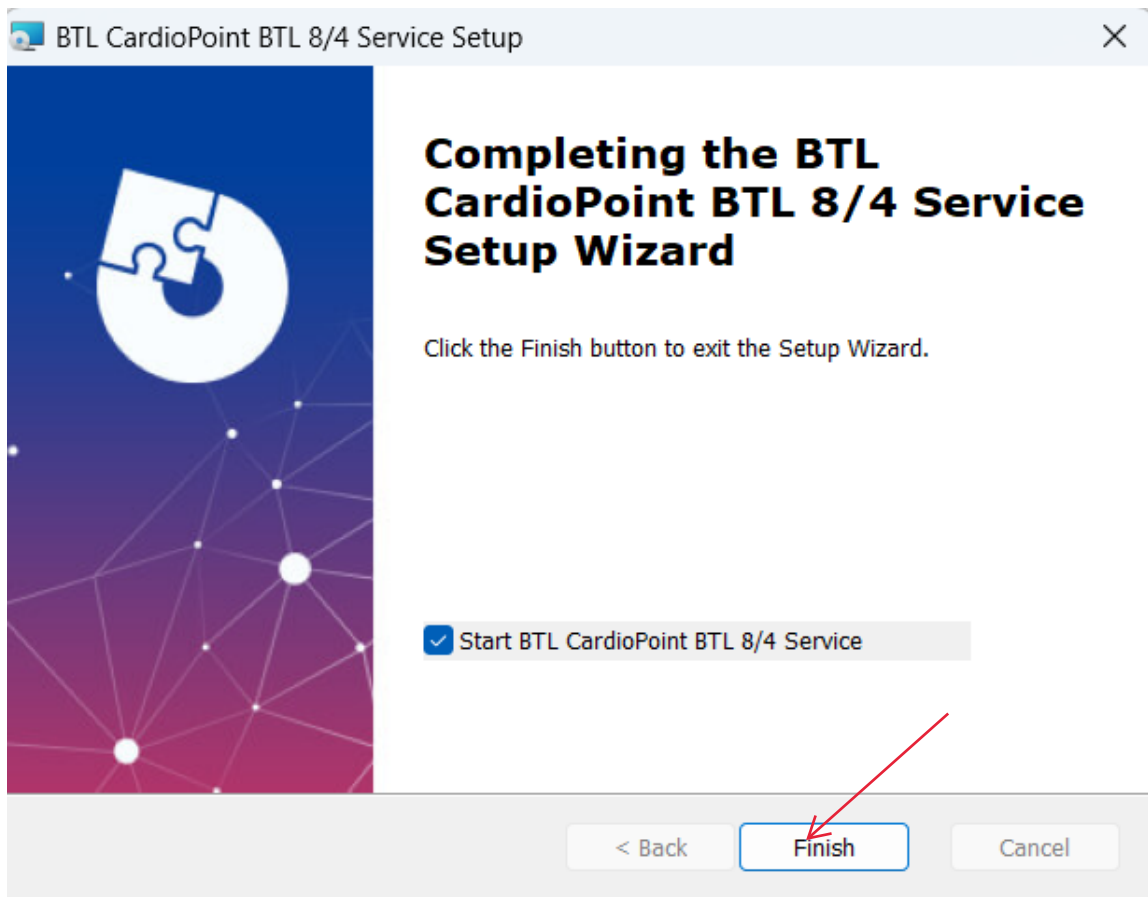 BTL CardioPoint BTL 8/4 Service Setup
Completing the BTL
CardioPoint BTL 8/4 Service
Setup Wizard
Click the Finish button to exit the Setup Wizard.
Start BTL CardioPoint BTL 8/4 Service
< Back
Finish
Cancel